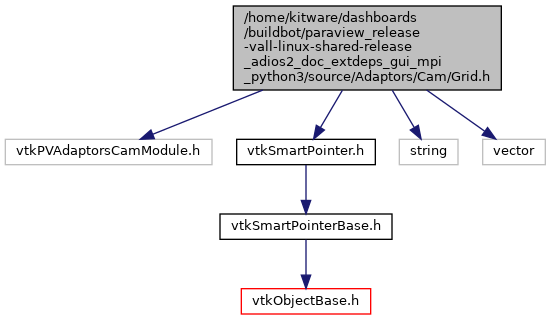 /home/kitware/dashboards
/buildbot/paraview_release
-vall-linux-shared-release
_adios2_doc_extdeps_gui_mpi
_python3/source/Adaptors/Cam/Grid.h
vtkPVAdaptorsCamModule.h
vtkSmartPointer.h
string
vector
vtkSmartPointerBase.h
vtkObjectBase.h